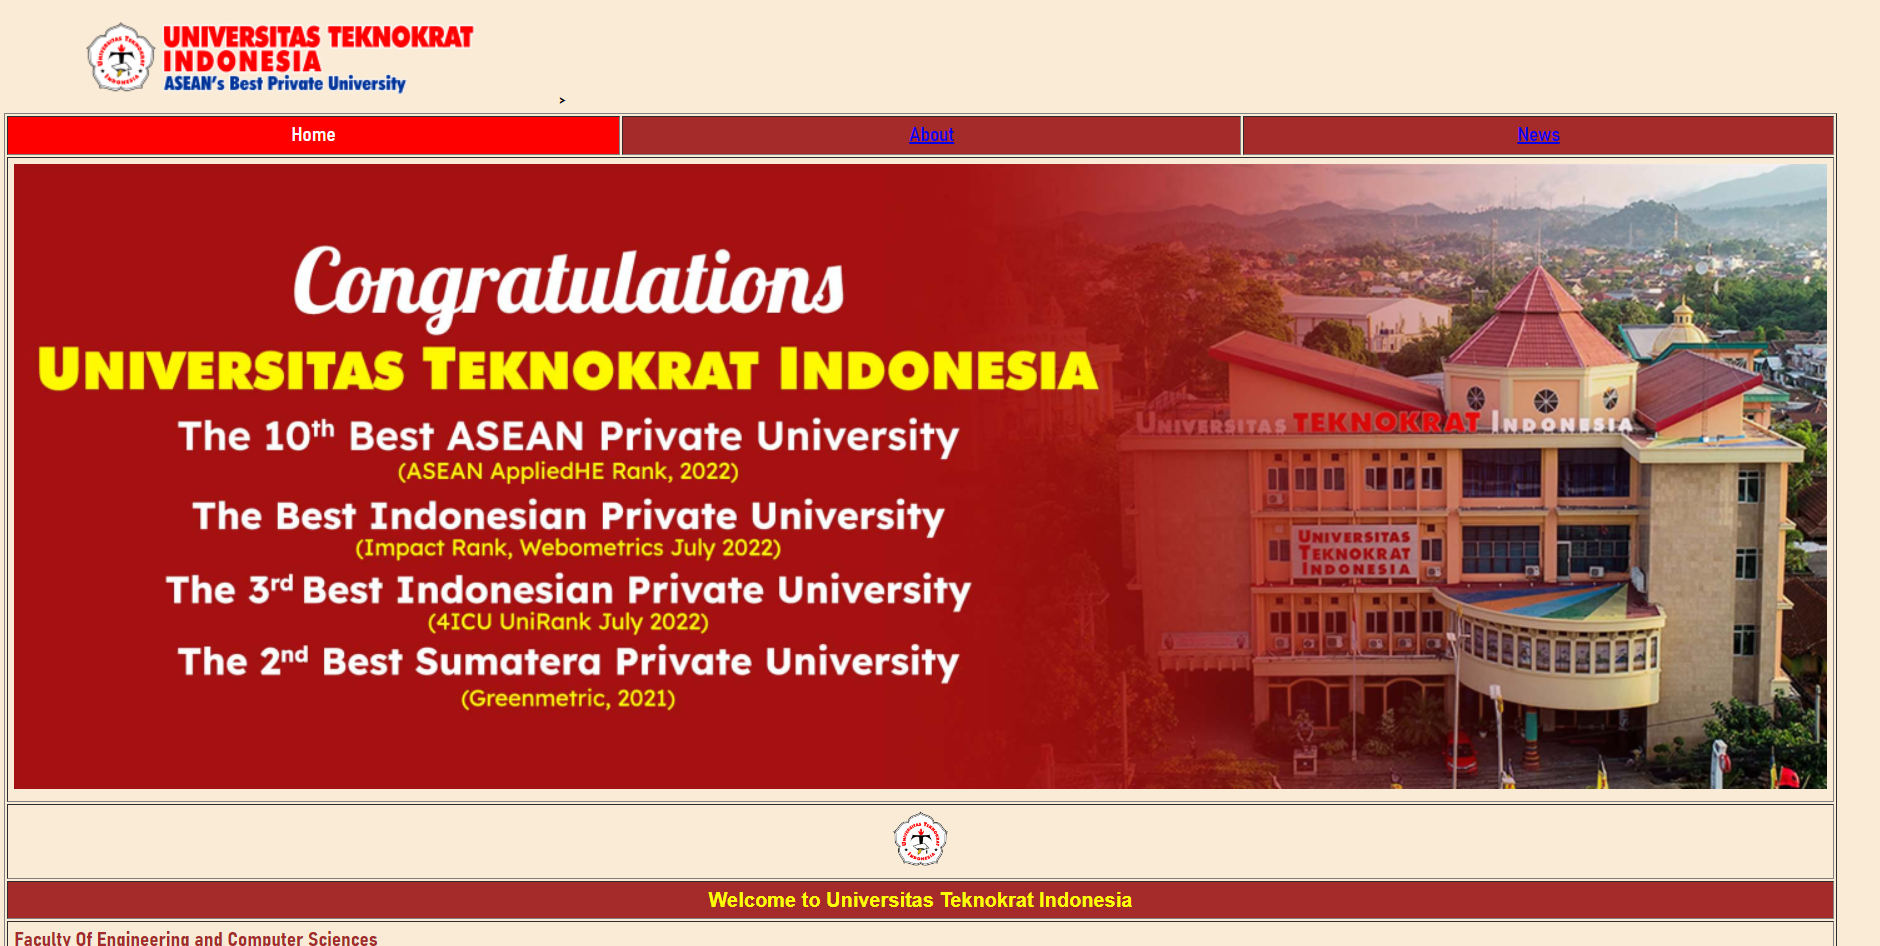 UNIVERSITAS TEKNOKRAT
INDONESIA
ASEAN's Best Private University
>
Home
About
News
Congratulations
UNIVERSITAS TEKNOKRAT INDONESIA
The 10th Best ASEAN Private University
(ASEAN AppliedHE Rank, 2022)
The Best Indonesian Private University
(Impact Rank, Webometrics July 2022)
The 3rd Best Indonesian Private University
(4ICU UniRank July 2022)
The 2nd Best Sumatera Private University
(Greenmetric, 2021)
UNIVERSITAS TEKNOKRAT INDONESIA
UNIVERSITAS
TEKNOKRAT
INDONESIA
UNIVERSITAS TEKNOKRAT
INDONESIA
Welcome to Universitas Teknokrat Indonesia
Faculty Of Engineering and Computer Sciences